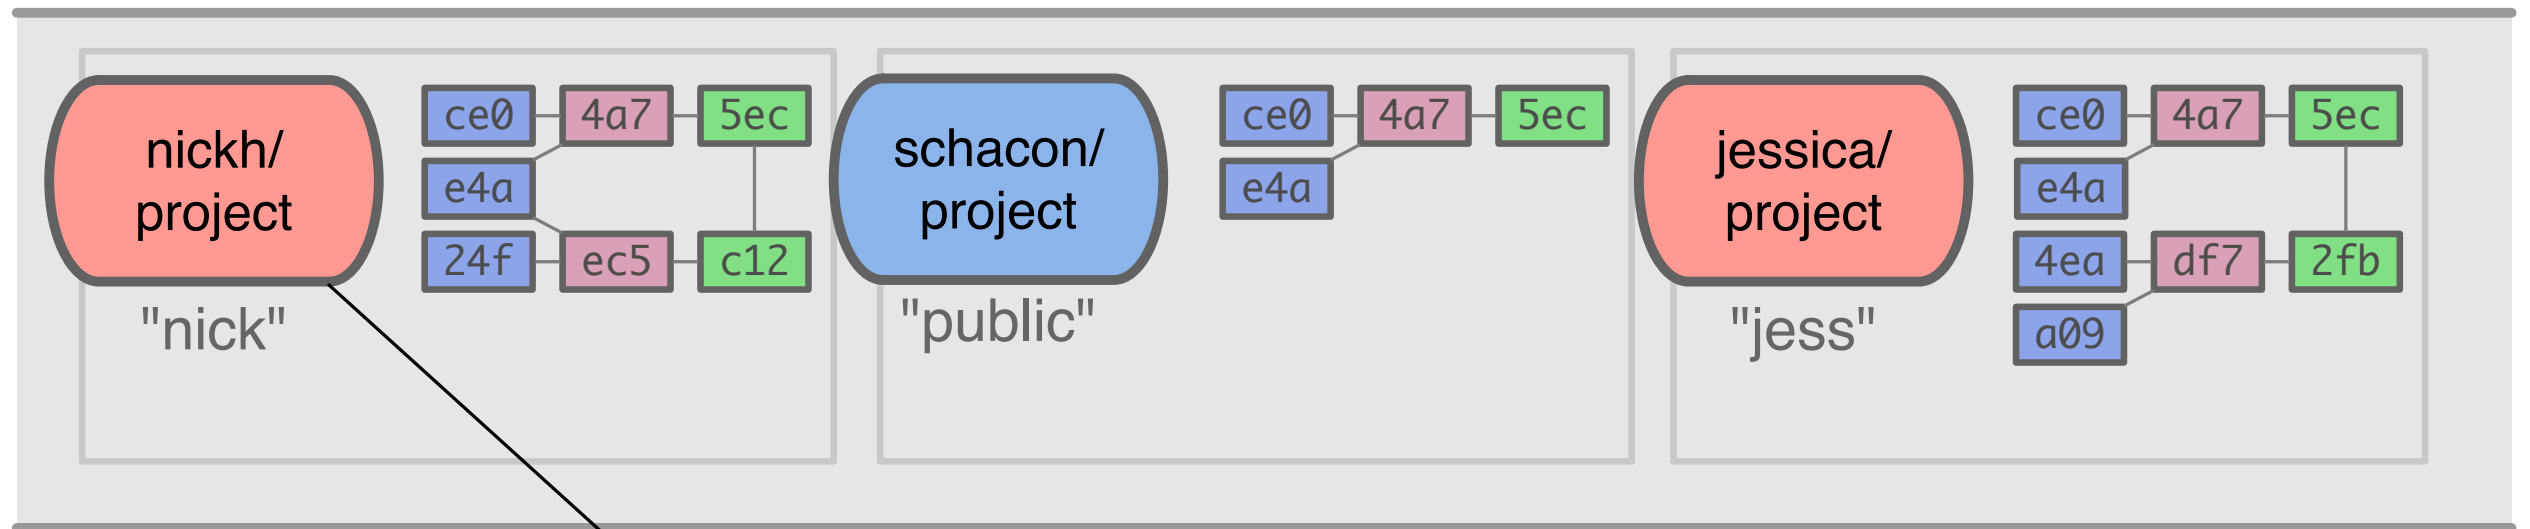 nickh/
project
"nick"
ce0 4a7 5ec
e4a
24f ec5 c12
schacon/
project
"public"
ce0 4a7 5ec
e4a
jessica/
project
"jess"
ce0 4a7 5ec
e4a
4ea df7 2fb
a09